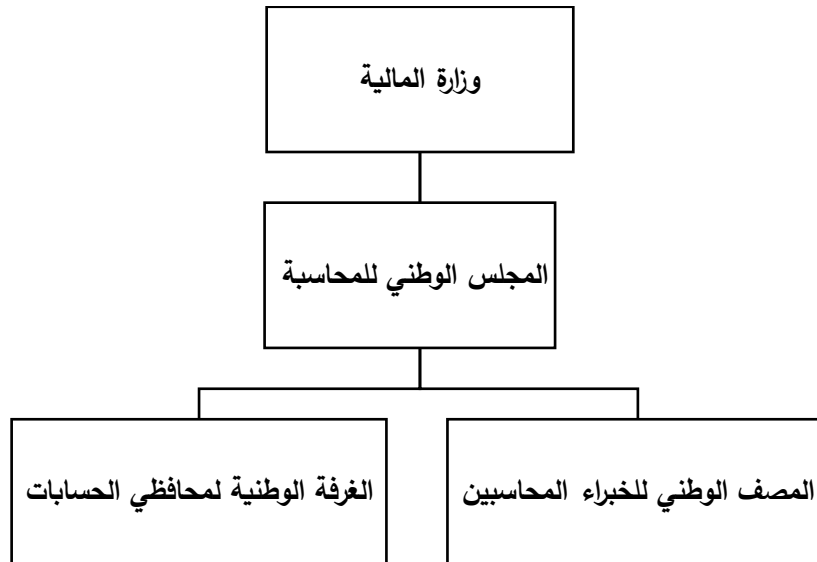 وزارة المالية
المجلس الوطني للمحاسبة
المصف الوطني للخبراء المحاسبين
الغرفة الوطنية لمحافظي الحسابات